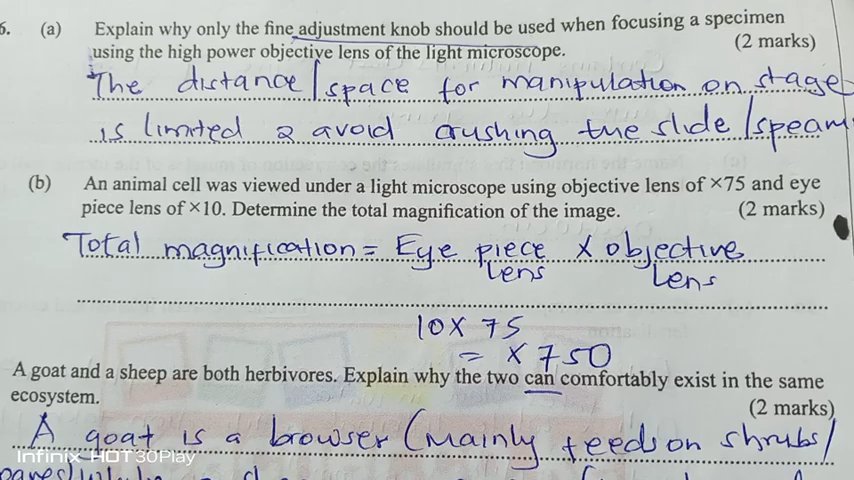 6. (a) Explain why only the fine adjustment knob should be used when focusing a specimen
using the high power objective lens of the light microscope. (2 marks)
The distance/space for manipulation on stage
is limited & avoid crushing the slide/
(b) An animal cell was viewed under a light microscope using objective lens of ×75 and eye
piece lens of ×10. Determine the total magnification of the image. (2 marks)
Total magnification = Eye piece × objective
Lens Lens
10 × 75
= × 750
A goat and a sheep are both herbivores. Explain why the two can comfortably exist in the same
ecosystem. (2 marks)
A goat is a browser (Mainly feeds on shrubs/
Infinix HOT 30Play